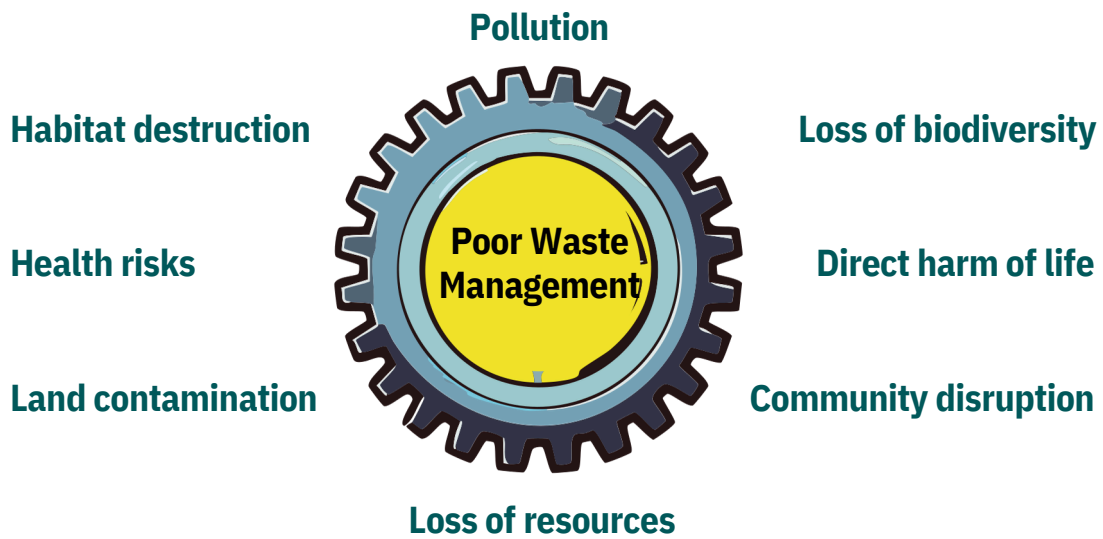 Pollution
Habitat destruction
Loss of biodiversity
Poor Waste
Management
Health risks
Direct harm of life
Land contamination
Community disruption
Loss of resources